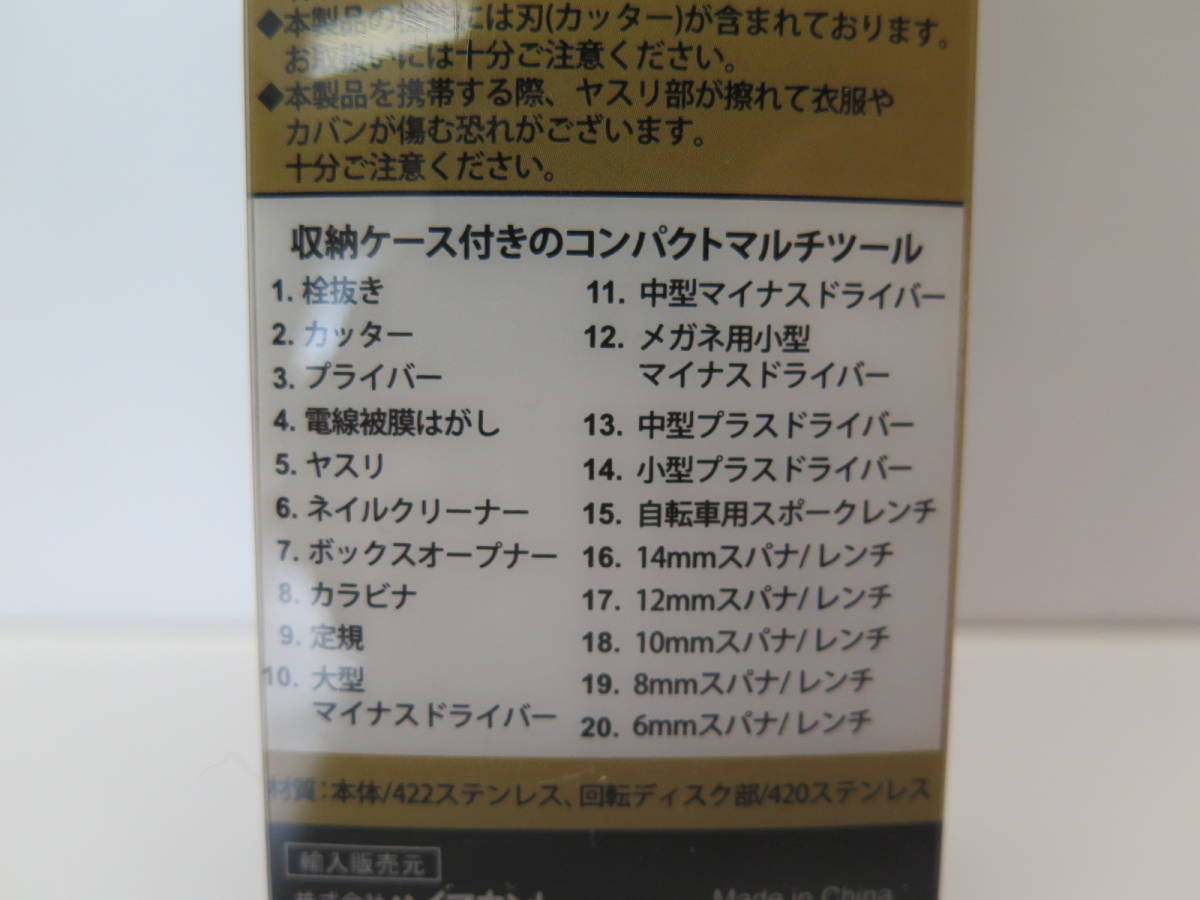 ◆本製品の携帯には刃(カッター)が含まれております。
お取扱いには十分ご注意ください。
◆本製品を携帯する際、ヤスリ部が擦れて衣服や
カバンが傷む恐れがございます。
十分ご注意ください。
収納ケース付きのコンパクトマルチツール
1. 栓抜き
2. カッター
3. プライバー
4. 電線被膜はがし
5. ヤスリ
6. ネイルクリーナー
7. ボックスオープナー
8. カラビナ
9. 定規
10. 大型
マイナスドライバー
11. 中型マイナスドライバー
12. メガネ用小型
マイナスドライバー
13. 中型プラスドライバー
14. 小型プラスドライバー
15. 自転車用スポークレンチ
16. 14mmスパナ/レンチ
17. 12mmスパナ/レンチ
18. 10mmスパナ/レンチ
19. 8mmスパナ/レンチ
20. 6mmスパナ/レンチ
材質:本体/422ステンレス、回転ディスク部/420ステンレス
輸入販売元
株式会社ハイマウント
Made in China